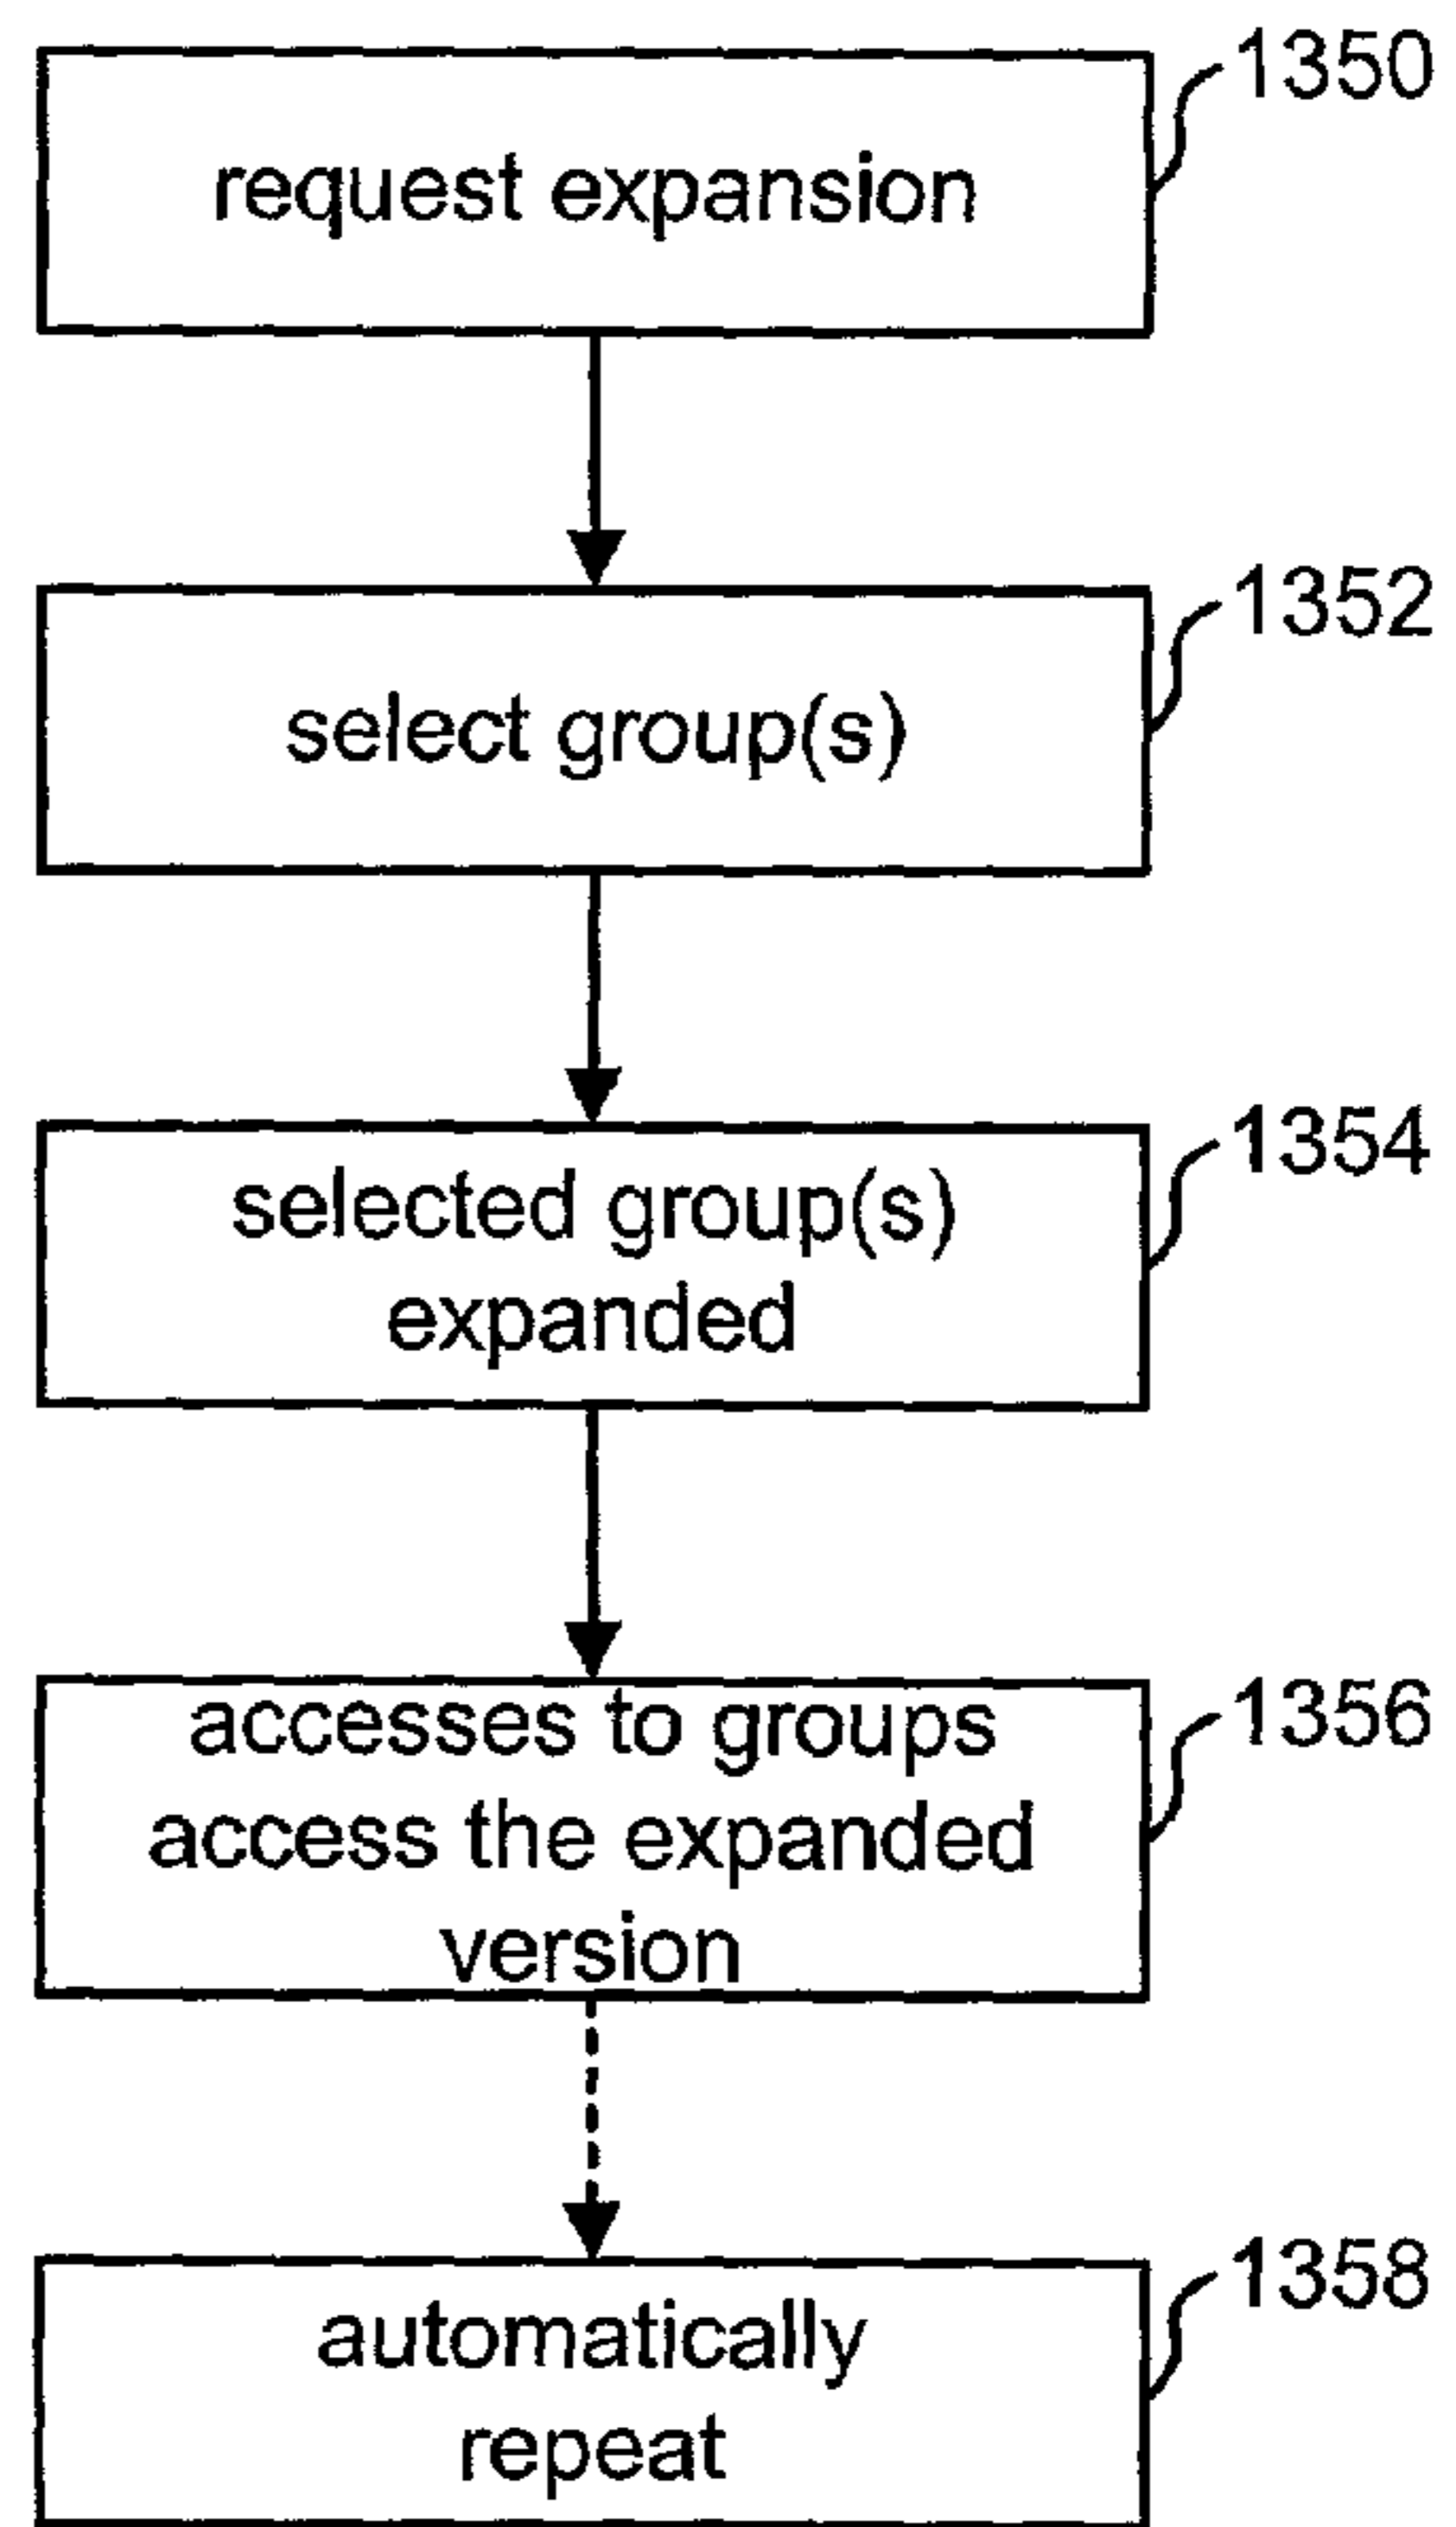 1350
request expansion
1352
select group(s)
1354
selected group(s)
expanded
1356
accesses to groups
access the expanded
version
1358
automatically
repeat